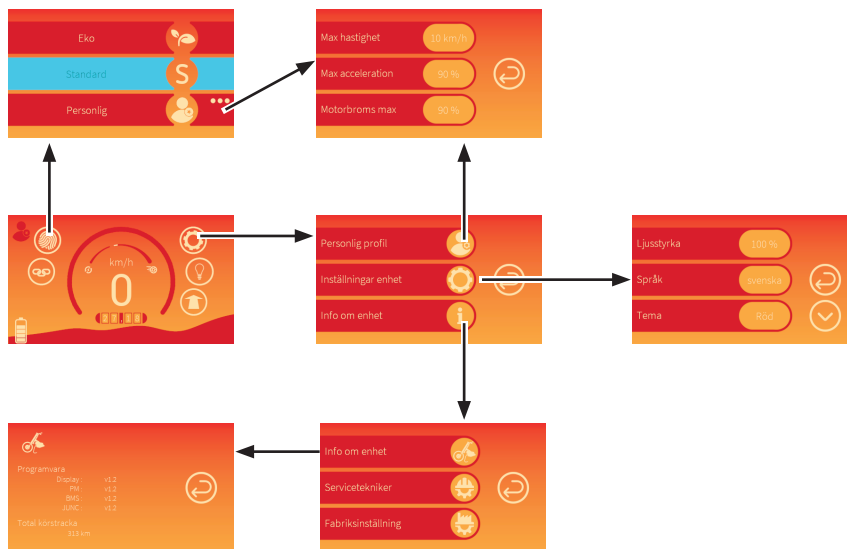 Eko
Standard
S
Personlig
Max hastighet 10 km/h
Max acceleration 90 %
Motorbroms max 90 %
km/h
0
Personlig profil
Inställningar enhet
Info om enhet
i
Ljusstyrka 100 %
Språk svenska
Tema Röd
Programvara
Display v1.2
PM v1.2
BMS v1.2
JUNC v1.2
Total körsträcka
313 km
Info om enhet
Servicetekniker
Fabriksinställning